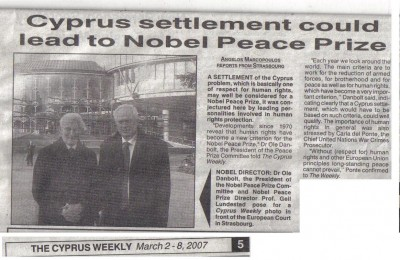 Cyprus settlement could
lead to Nobel Peace Prize
ANGELOS MARCOPOULOS
REPORTS FROM STRASBOURG
A SETTLEMENT of the Cyprus
problem, which is basically one
of respect for human rights,
may well be considered for a
Nobel Peace Prize, it was con-
jectured here by leading per-
sonalities involved in human
rights protection.
"Developments since 1970
reveal that human rights have
become a new criterion for the
Nobel Peace Prize," Dr Ole Dan-
bolt, the President of the Peace
Prize Committee told The Cyprus
Weekly.
NOBEL DIRECTOR: Dr Ole
Danbolt, the President of
the Nobel Peace Prize Com-
mittee and Nobel Peace
Prize Director Prof. Geil
Lundested pose for a
Cyprus Weekly photo in
front of the European Court
in Strasbourg.
"Each year we look around the
world. The main criteria are to
work for the reduction of armed
forces, for brotherhood and for
peace as well as for human rights,
which have become a very impor-
tant criterion," Danbolt said, indi-
cating clearly that a Cyprus settle-
ment, which would have to be
based on such criteria, could well
qualify. The importance of human
rights in general was also
stressed by Carla del Ponte, the
Chief United Nations War Crimes
Prosecutor.
"Without (respect for) human
rights and other European Union
principles long-standing peace
cannot prevail," Ponte confirmed
to The Weekly.
THE CYPRUS WEEKLY March 2-8, 2007 5